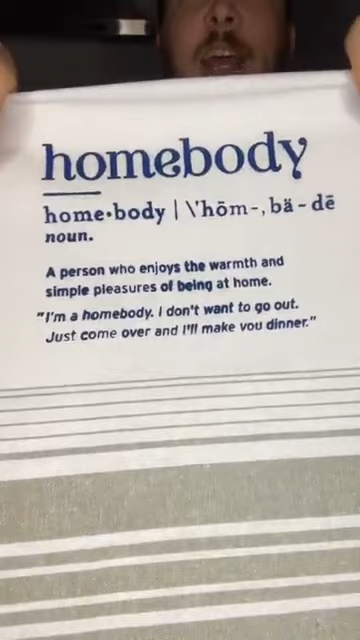 homebody
home•body | \'hōm-, bä-dē
noun.
A person who enjoys the warmth and
simple pleasures of being at home.
"I'm a homebody. I don't want to go out.
Just come over and I'll make you dinner."